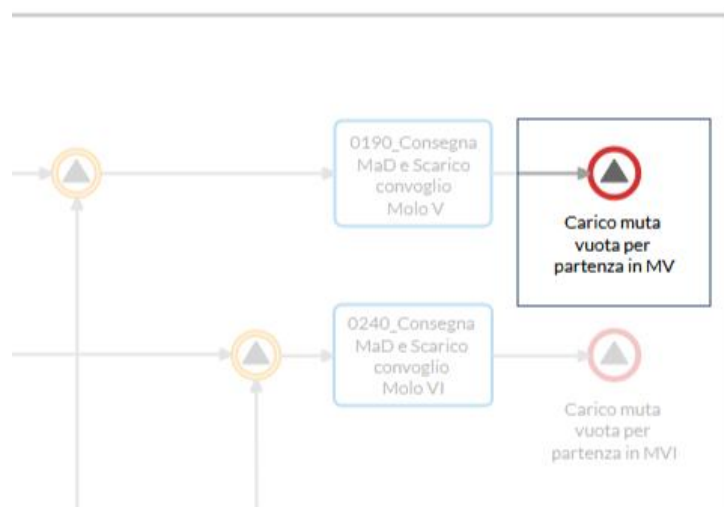 0190_Consegna
MaD e Scarico
convoglio
Molo V
Carico muta
vuota per
partenza in MV
0240_Consegna
MaD e Scarico
convoglio
Molo VI
Carico muta
vuota per
partenza in MVI